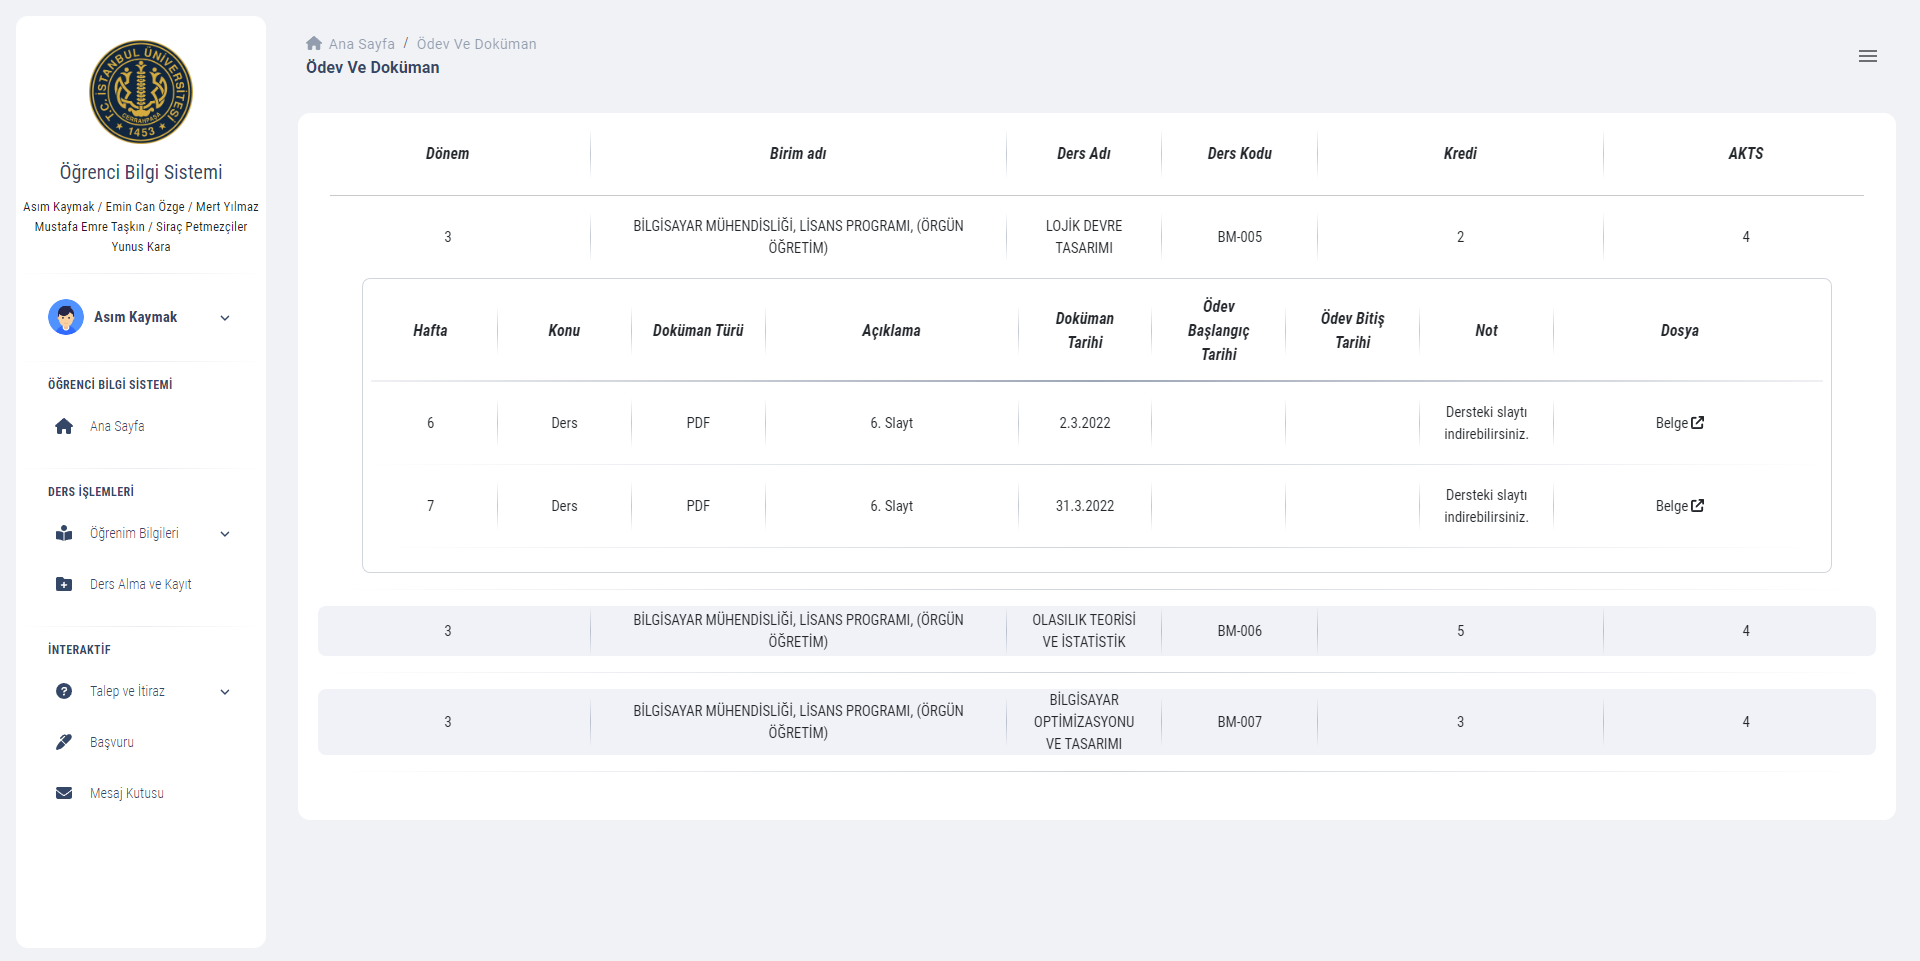 T.C. İSTANBUL ÜNİVERSİTESİ
CERRAHPAŞA
★ 1453 ★
Öğrenci Bilgi Sistemi
Asım Kaymak / Emin Can Özge / Mert Yılmaz
Mustafa Emre Taşkın / Siraç Petmezçiler
Yunus Kara
Asım Kaymak
ÖĞRENCİ BİLGİ SİSTEMİ
Ana Sayfa
DERS İŞLEMLERİ
Öğrenim Bilgileri
Ders Alma ve Kayıt
İNTERAKTİF
Talep ve İtiraz
Başvuru
Mesaj Kutusu
Ana Sayfa / Ödev Ve Doküman
Ödev Ve Doküman
Dönem Birim adı Ders Adı Ders Kodu Kredi AKTS
3 BİLGİSAYAR MÜHENDİSLİĞİ, LİSANS PROGRAMI, (ÖRGÜN
ÖĞRETİM) LOJİK DEVRE
TASARIMI BM-005 2 4
Hafta Konu Doküman Türü Açıklama Doküman
Tarihi Ödev
Başlangıç
Tarihi Ödev Bitiş
Tarihi Not Dosya
6 Ders PDF 6. Slayt 2.3.2022 Dersteki slaytı
indirebilirsiniz. Belge
7 Ders PDF 6. Slayt 31.3.2022 Dersteki slaytı
indirebilirsiniz. Belge
3 BİLGİSAYAR MÜHENDİSLİĞİ, LİSANS PROGRAMI, (ÖRGÜN
ÖĞRETİM) OLASILIK TEORİSİ
VE İSTATİSTİK BM-006 5 4
3 BİLGİSAYAR MÜHENDİSLİĞİ, LİSANS PROGRAMI, (ÖRGÜN
ÖĞRETİM) BİLGİSAYAR
OPTİMİZASYONU
VE TASARIMI BM-007 3 4